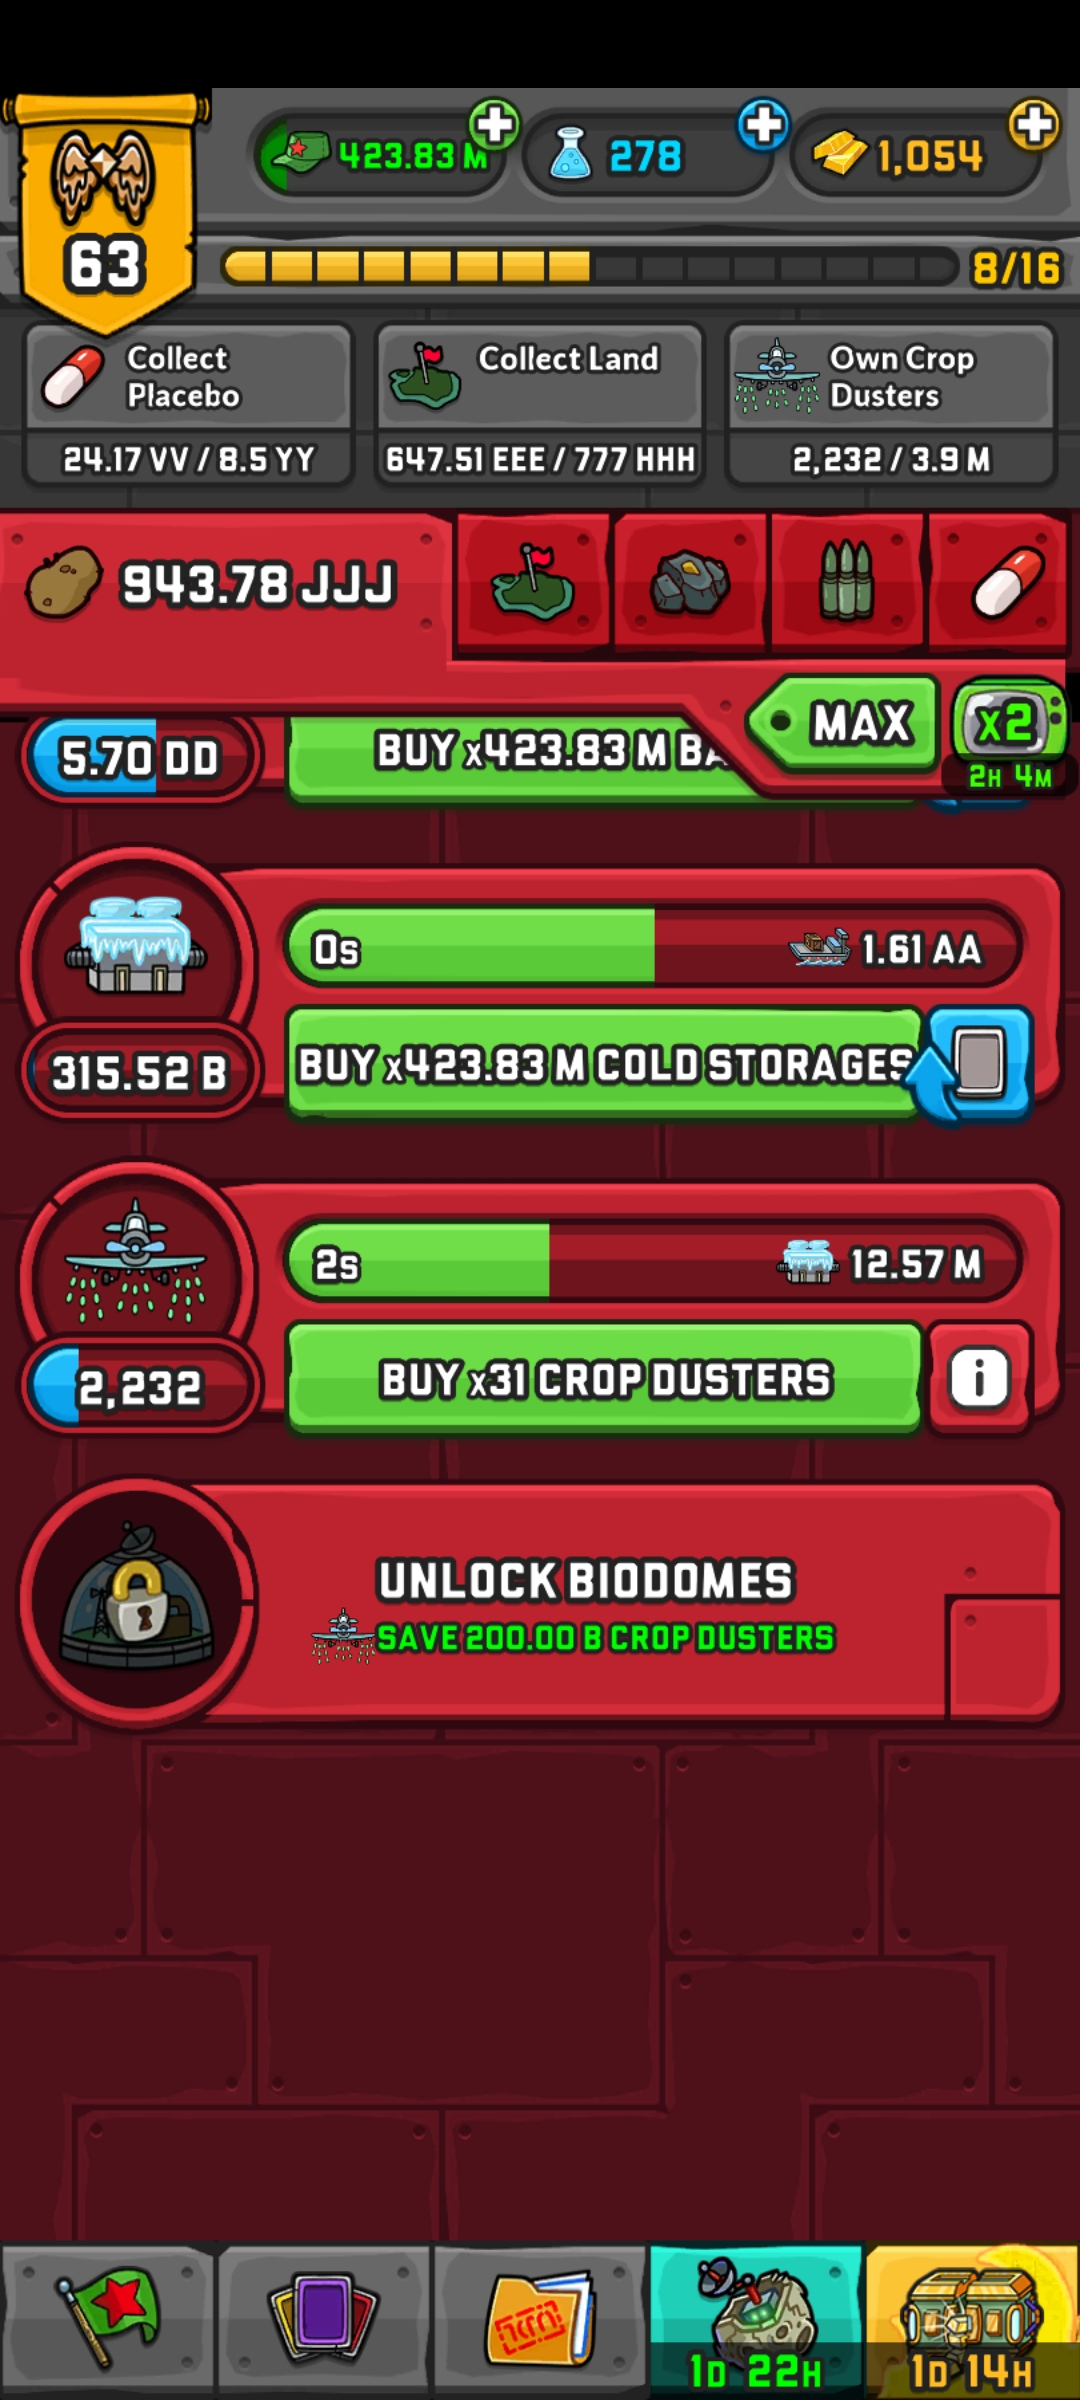 423.83 M
278
1,054
63
8/16
Collect
Placebo
Collect Land
Own Crop
Dusters
24.17 VV / 8.5 YY
647.51 EEE / 777 HHH
2,232 / 3.9 M
943.78 JJJ
MAX
x2
2H 4M
5.70 DD
BUY x423.83 M BA
0s
1.61 AA
315.52 B
BUY x423.83 M COLD STORAGES
2s
12.57 M
2,232
BUY x31 CROP DUSTERS
i
UNLOCK BIODOMES
SAVE 200.00 B CROP DUSTERS
1D 22H
1D 14H